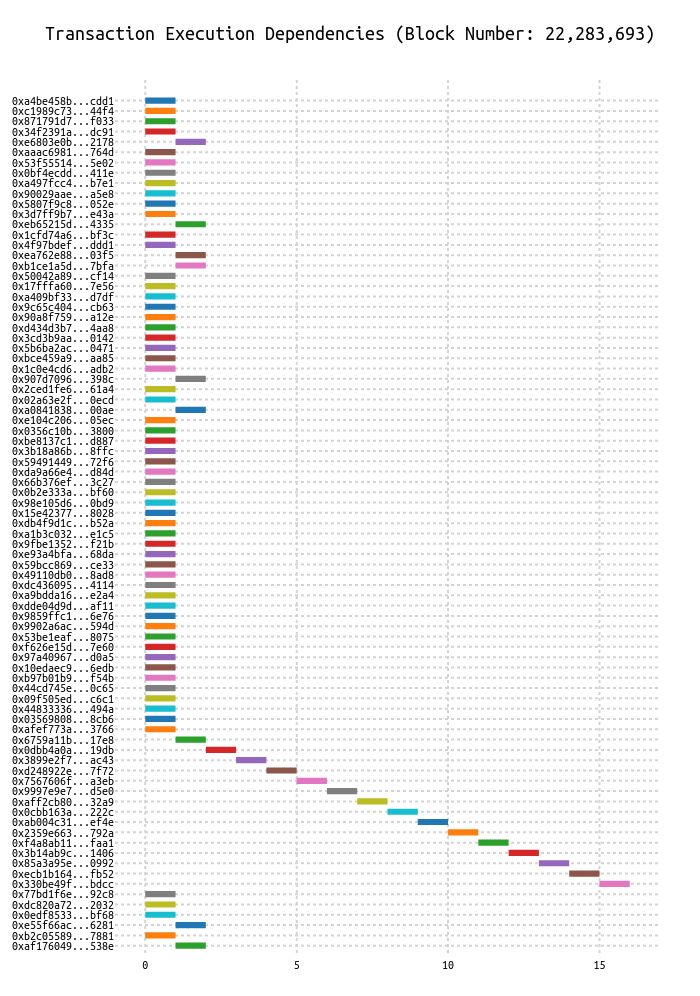 Transaction Execution Dependencies (Block Number: 22,283,693)
0xa4be458b...cdd1
0xc1989c73...44f4
0x871791d7...f033
0x34f2391a...dc91
0xe6803e0b...2178
0xaaac6981...764d
0x53f55514...5e02
0x0bf4ecdd...411e
0xa497fcc4...b7e1
0x90029aae...a5e8
0x5807f9c8...052e
0x3d7ff9b7...e43a
0xeb65215d...4335
0x1cfd74a6...bf3c
0x4f97bdef...ddd1
0xea762e88...03f5
0xb1ce1a5d...7bfa
0x50042a89...cf14
0x17fffa60...7e56
0xa409bf33...d7df
0x9c65c404...cb63
0x90a8f759...a12e
0xd434d3b7...4aa8
0x3cd3b9aa...0142
0x5b6ba2ac...0471
0xbce459a9...aa85
0x1c0e4cd6...adb2
0x907d7096...398c
0x2ced1fe6...61a4
0x02a63e2f...0ecd
0xa0841838...00ae
0xe104c206...05ec
0x0356c10b...3800
0xbe8137c1...d887
0x3b18a86b...8ffc
0x59491449...72f6
0xda9a66e4...d84d
0x66b376ef...3c27
0x0b2e333a...bf60
0x98e105d6...0bd9
0x15e42377...8028
0xdb4f9d1c...b52a
0xa1b3c032...e1c5
0x9fbe1352...f21b
0xe93a4bfa...68da
0x59bcc869...ce33
0x49110db0...8ad8
0xdc436095...4114
0xa9bdda16...e2a4
0xdde04d9d...af11
0x9859ffc1...6e76
0x9902a6ac...594d
0x53be1eaf...8075
0xf626e15d...7e60
0x97a40967...d0a5
0x10edaec9...6edb
0xb97b01b9...f54b
0x44cd745e...0c65
0x09f505ed...c6c1
0x44833336...494a
0x03569808...8cb6
0xafef773a...3766
0x6759a11b...17e8
0x0dbb4a0a...19db
0x3899e2f7...ac43
0xd248922e...7f72
0x7567606f...a3eb
0x9997e9e7...d5e0
0xaff2cb80...32a9
0x0cbb163a...222c
0xab004c31...ef4e
0x2359e663...792a
0xf4a8ab11...faa1
0x3b14ab9c...1406
0x85a3a95e...0992
0xecb1b164...fb52
0x330be49f...bdcc
0x77bd1f6e...92c8
0xdc820a72...2032
0x0edf8533...bf68
0xe55f66ac...6281
0xb2c05589...7881
0xaf176049...538e
0 5 10 15